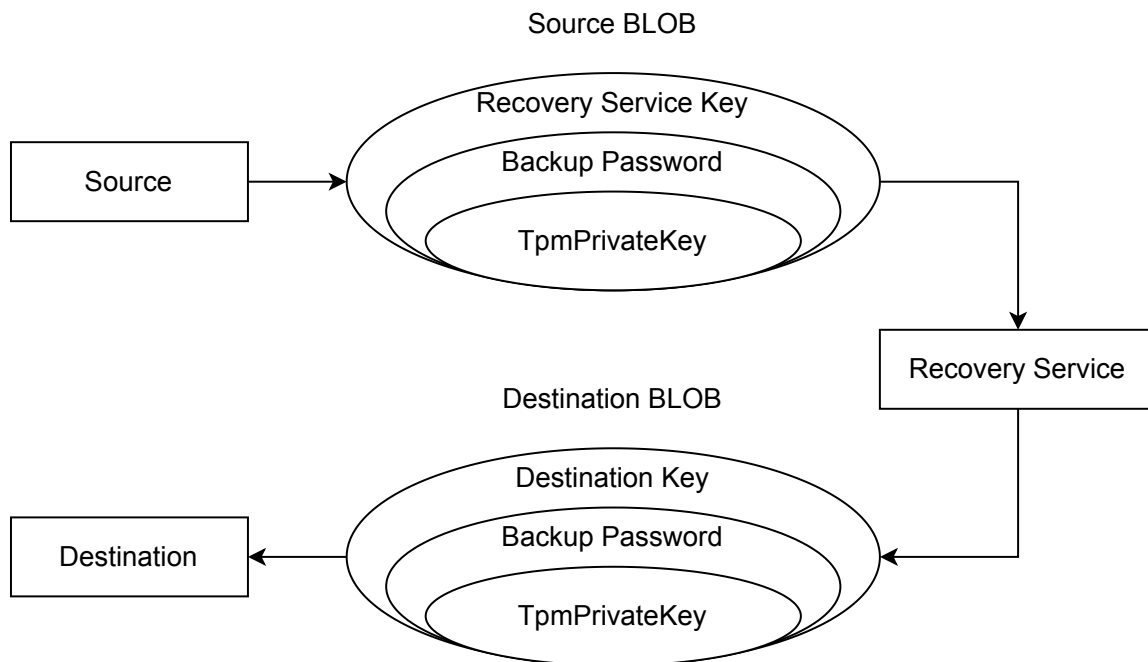 Source BLOB
Recovery Service Key
Source
Backup Password
TpmPrivateKey
Recovery Service
Destination BLOB
Destination Key
Backup Password
Destination
TpmPrivateKey